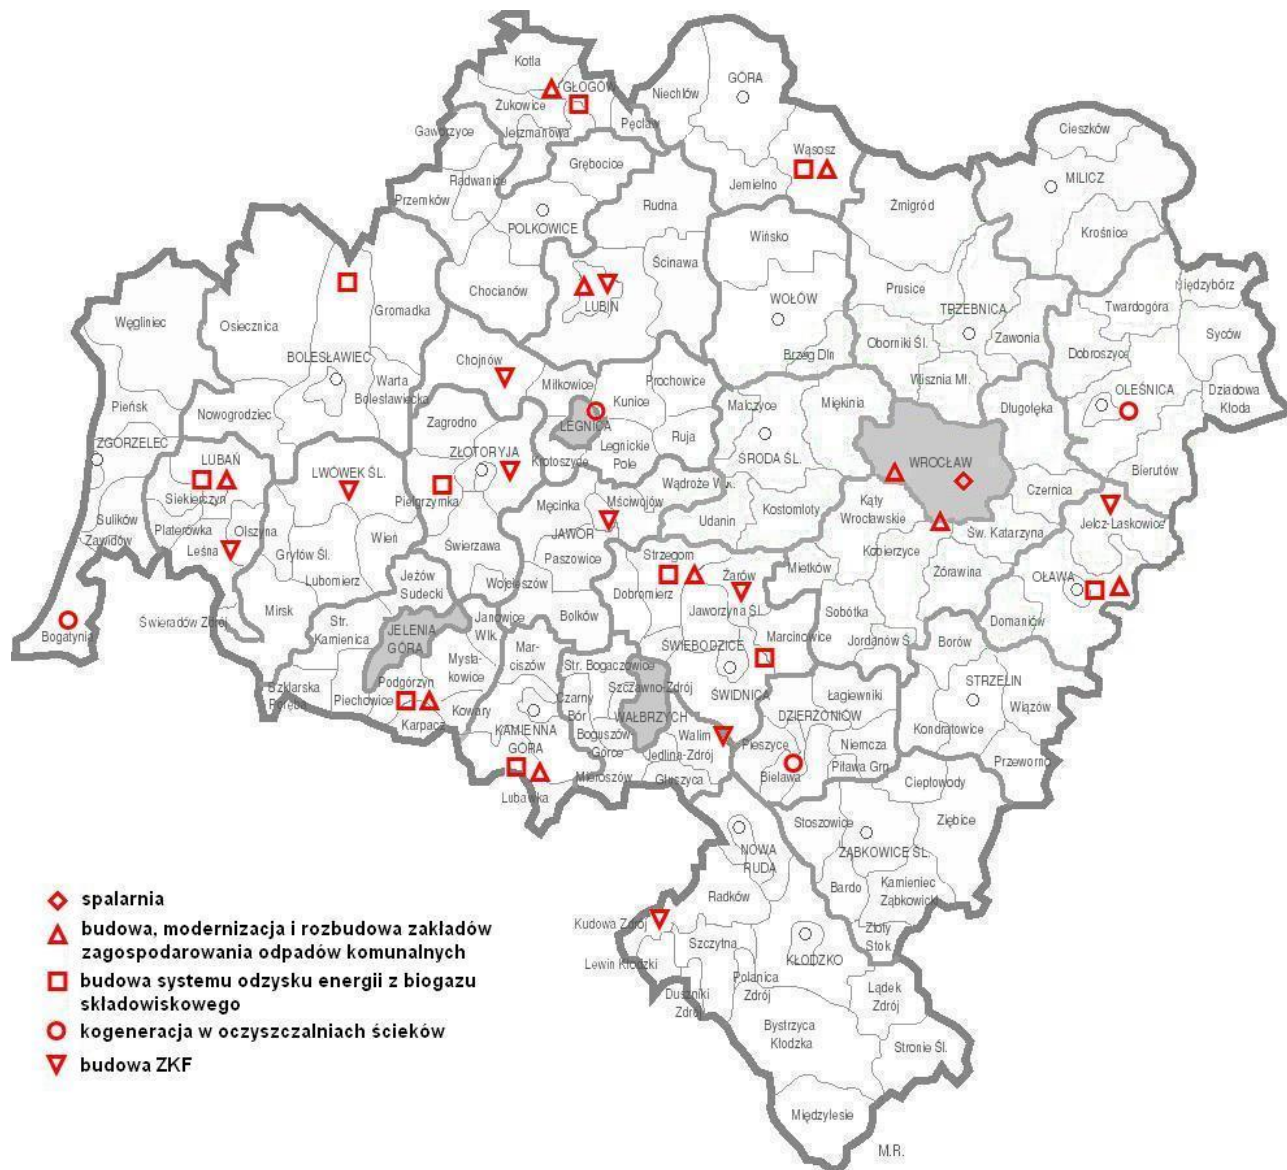 Kotla
GŁOGÓW
Żukowice
Jerzmanowa
Pęcław
Niechlów
GÓRA
Wąsosz
Jemielno
Cieszków
MILICZ
Krośnice
Żmigród
Gaworzyce
Radwanice
Przemków
Grębocice
POLKOWICE
Rudna
Ścinawa
Chocianów
LUBIN
Wińsko
WOŁÓW
Brzeg Dln
Prusice
TRZEBNICA
Oborniki Śl.
Zawonia
Wisznia Mł.
Twardogóra
Międzybórz
Syców
Dobroszyce
OLEŚNICA
Dziadowa
Kłoda
Długołęka
Bierutów
Węgliniec
Osiecznica
Gromadka
BOLESŁAWIEC
Warta
Bolesławiecka
Nowogrodziec
Pieńsk
ZGORZELEC
Sulików
Zawidów
Bogatynia
LUBAŃ
Siekierczyn
Platerówka
Olszyna
Leśna
Świeradów Zdrój
LWÓWEK ŚL.
Gryfów Śl.
Wień
Lubomierz
Mirsk
Chojnów
Miłkowice
Prochowice
Kunice
LEGNICA
Legnickie
Pole
Ruja
Krotoszyce
Zagrodno
ZŁOTORYJA
Pielgrzymka
Świerzawa
Wojcieszów
Męcinka
Mściwojów
Wądroże W.k.
JAWOR
Paszowice
Bolków
Malczyce
Miękinia
ŚRODA ŚL.
Udanin
Kostomłoty
WROCŁAW
Kąty
Wrocławskie
Czernica
Św. Katarzyna
Kobierzyce
Żórawina
Mietków
Sobótka
Jordanów Ś.
Jelcz-Laskowice
OŁAWA
Domaniów
Borów
STRZELIN
Wiązów
Kondratowice
Przeworno
Jeżów
Sudecki
Str.
Kamienica
JELENIA
GÓRA
Janowice
Wlk.
Mysła-
kowice
Szklarska
Poręba
Piechowice
Podgórzyn
Karpacz
Kowary
Mar-
ciszów
KAMIENNA
GÓRA
Lubawka
Strzegom
Dobromierz
Żarów
Jaworzyna Śl.
Marcinowice
ŚWIEBODZICE
ŚWIDNICA
Str. Bogaczowice
Szczawno-Zdrój
Czarny
Bór
WAŁBRZYCH
Boguszów
Górce
Walim
Jedlina-Zdrój
Mieroszów
Głuszyca
Łagiewniki
DZIERŻONIÓW
Pieszyce
Niemcza
Piława Grn
Bielawa
Ciepłowody
Ziębice
Stoszowice
ZĄBKOWICE ŚL.
Bardo
Kamieniec
Ząbkowicki
Złoty
Stok
NOWA
RUDA
Radków
Kudowa Zdrój
Szczytna
Lewin Kłodzki
Duszniki
Zdrój
Polanica
Zdrój
KŁODZKO
Lądek
Zdrój
Bystrzyca
Kłodzka
Stronie Śl.
Międzylesie
M.R.
spalarnia
budowa, modernizacja i rozbudowa zakładów
zagospodarowania odpadów komunalnych
budowa systemu odzysku energii z biogazu
składowiskowego
kogeneracja w oczyszczalniach ścieków
budowa ZKF